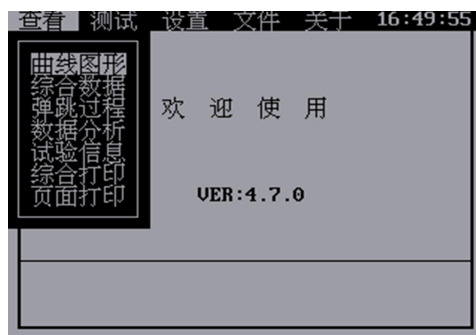 查看 测试 设置 文件 关于 16:49:55
曲线图形
综合数据
弹跳过程
数据分析
试验信息
综合打印
页面打印
欢迎使用
VER:4.7.0